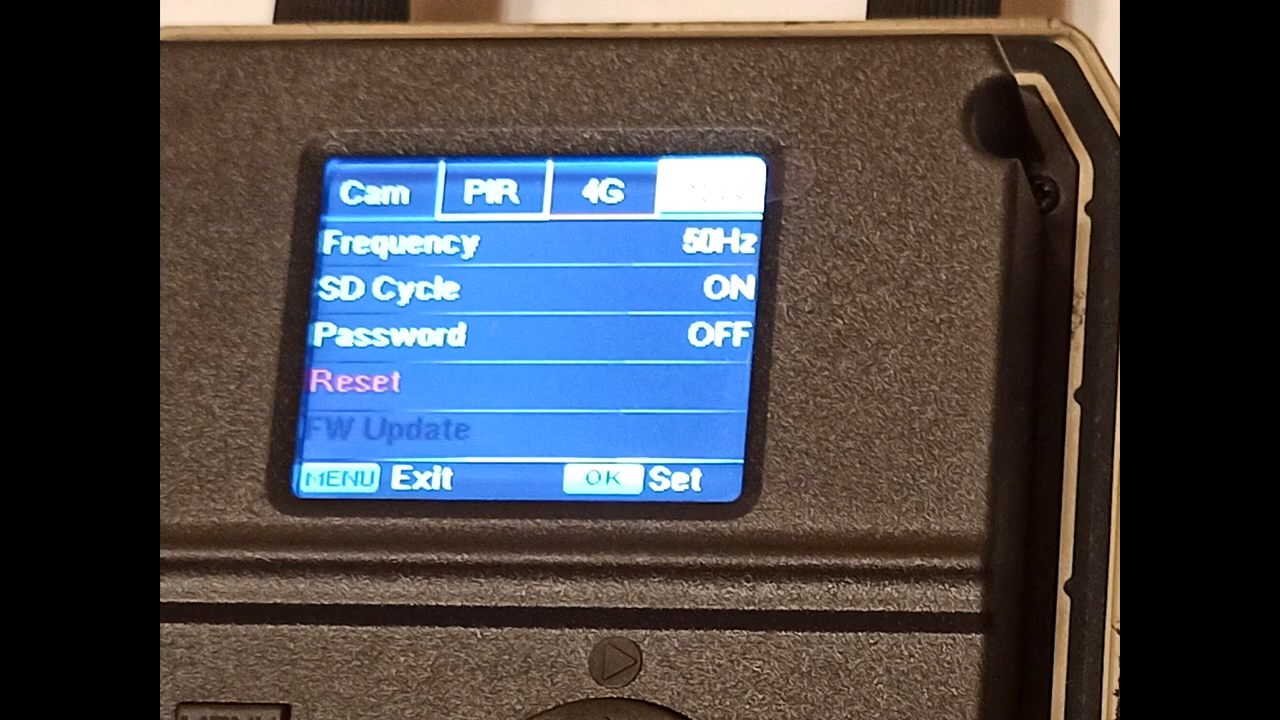 Cam PIR 4G
Frequency 50Hz
SD Cycle ON
Password OFF
Reset
FW Update
MENU Exit OK Set